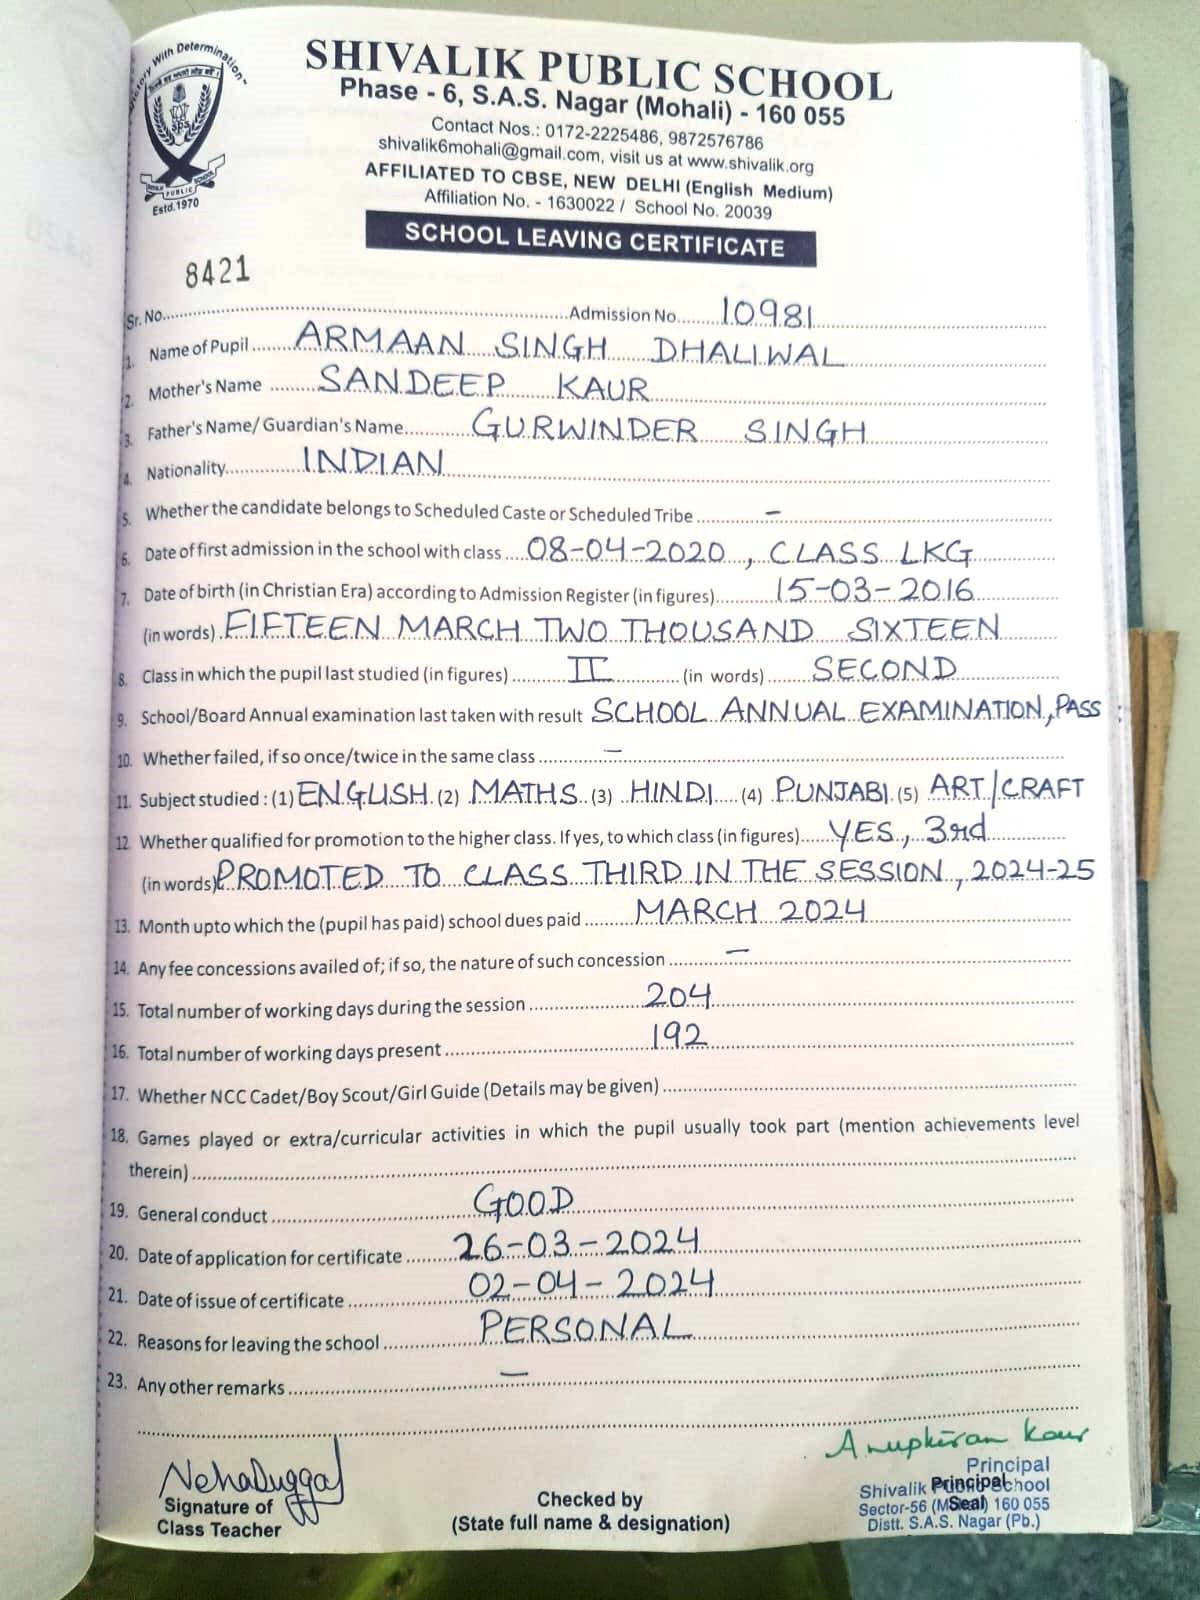 "Victory With Determination"
SPS
SHIVALIK PUBLIC SCHOOL
Estd.1970
SHIVALIK PUBLIC SCHOOL
Phase - 6, S.A.S. Nagar (Mohali) - 160 055
Contact Nos.: 0172-2225486, 9872576786
shivalik6mohali@gmail.com, visit us at www.shivalik.org
AFFILIATED TO CBSE, NEW DELHI (English Medium)
Affiliation No. - 1630022 / School No. 20039
SCHOOL LEAVING CERTIFICATE
8421
Sr. No. Admission No. 10981
1. Name of Pupil ARMAAN SINGH DHALIWAL
2. Mother's Name SANDEEP KAUR
3. Father's Name/ Guardian's Name GURWINDER SINGH
4. Nationality INDIAN
5. Whether the candidate belongs to Scheduled Caste or Scheduled Tribe –
6. Date of first admission in the school with class 08-04-2020, CLASS LKG
7. Date of birth (in Christian Era) according to Admission Register (in figures) 15-03-2016
(in words) FIFTEEN MARCH TWO THOUSAND SIXTEEN
8. Class in which the pupil last studied (in figures) II (in words) SECOND
9. School/Board Annual examination last taken with result SCHOOL ANNUAL EXAMINATION, PASS
10. Whether failed, if so once/twice in the same class –
11. Subject studied : (1) ENGLISH (2) MATHS (3) HINDI (4) PUNJABI (5) ART/CRAFT
12. Whether qualified for promotion to the higher class. If yes, to which class (in figures) YES, 3rd
(in words) PROMOTED TO CLASS THIRD IN THE SESSION, 2024-25
13. Month upto which the (pupil has paid) school dues paid MARCH 2024
14. Any fee concessions availed of; if so, the nature of such concession –
15. Total number of working days during the session 204
16. Total number of working days present 192
17. Whether NCC Cadet/Boy Scout/Girl Guide (Details may be given)
18. Games played or extra/curricular activities in which the pupil usually took part (mention achievements level
therein)
19. General conduct GOOD
20. Date of application for certificate 26-03-2024
21. Date of issue of certificate 02-04-2024
22. Reasons for leaving the school PERSONAL
23. Any other remarks –
Neha Duggal
Signature of
Class Teacher
Checked by
(State full name & designation)
Anupkiran Kaur
Principal
Shivalik Public School
Sector-56 (Mohali) 160 055
Distt. S.A.S. Nagar (Pb.)
Principal
Seal)